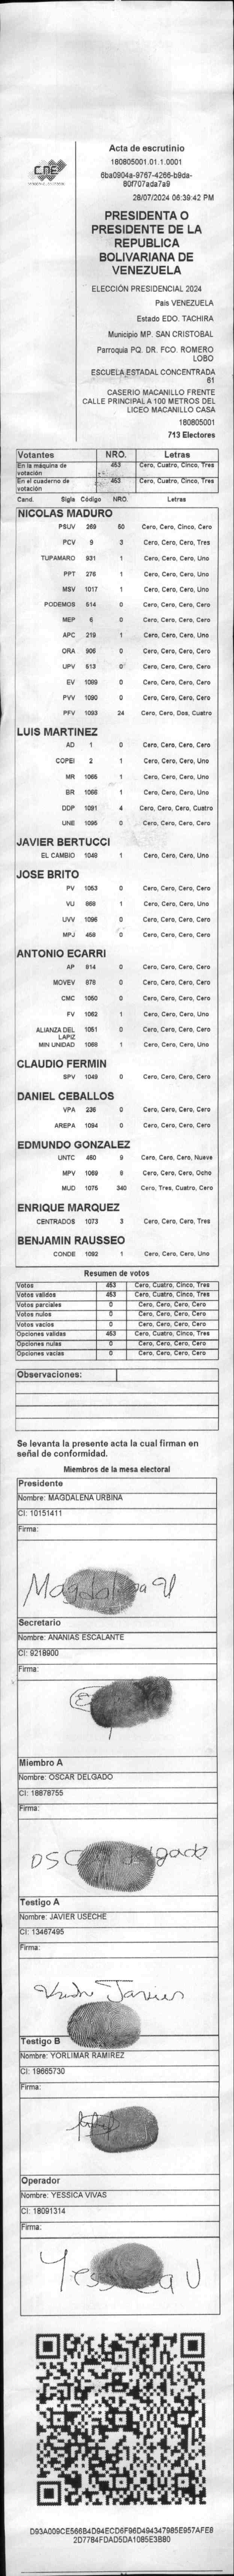 CNE
Acta de escrutinio
180805001.01.1.0001
6ba0904a-9767-4266-b9da-
80f707ada7a9
28/07/2024 06:39:42 PM
PRESIDENTA O
PRESIDENTE DE LA
REPUBLICA
BOLIVARIANA DE
VENEZUELA
ELECCIÓN PRESIDENCIAL 2024
Pais VENEZUELA
Estado EDO. TACHIRA
Municipio MP. SAN CRISTOBAL
Parroquia PQ. DR. FCO. ROMERO
LOBO
ESCUELA ESTADAL CONCENTRADA
61
CASERIO MACANILLO FRENTE
CALLE PRINCIPAL A 100 METROS DEL
LICEO MACANILLO CASA
180805001
713 Electores
Votantes NRO. Letras
En la máquina de votación 453 Cero, Cuatro, Cinco, Tres
En el cuaderno de votación 453 Cero, Cuatro, Cinco, Tres
Cand. Sigla Código NRO. Letras
NICOLAS MADURO
PSUV 269 50 Cero, Cero, Cinco, Cero
PCV 9 3 Cero, Cero, Cero, Tres
TUPAMARO 931 1 Cero, Cero, Cero, Uno
PPT 276 1 Cero, Cero, Cero, Uno
MSV 1017 1 Cero, Cero, Cero, Uno
PODEMOS 514 0 Cero, Cero, Cero, Cero
MEP 6 0 Cero, Cero, Cero, Cero
APC 219 1 Cero, Cero, Cero, Uno
ORA 906 0 Cero, Cero, Cero, Cero
UPV 513 0 Cero, Cero, Cero, Cero
EV 1089 0 Cero, Cero, Cero, Cero
PVV 1090 0 Cero, Cero, Cero, Cero
PFV 1093 24 Cero, Cero, Dos, Cuatro
LUIS MARTINEZ
AD 1 0 Cero, Cero, Cero, Cero
COPEI 2 1 Cero, Cero, Cero, Uno
MR 1065 1 Cero, Cero, Cero, Uno
BR 1066 1 Cero, Cero, Cero, Uno
DDP 1091 4 Cero, Cero, Cero, Cuatro
UNE 1095 0 Cero, Cero, Cero, Cero
JAVIER BERTUCCI
EL CAMBIO 1048 1 Cero, Cero, Cero, Uno
JOSE BRITO
PV 1053 0 Cero, Cero, Cero, Cero
VU 868 1 Cero, Cero, Cero, Uno
UVV 1096 0 Cero, Cero, Cero, Cero
MPJ 458 0 Cero, Cero, Cero, Cero
ANTONIO ECARRI
AP 814 0 Cero, Cero, Cero, Cero
MOVEV 878 0 Cero, Cero, Cero, Cero
CMC 1050 0 Cero, Cero, Cero, Cero
FV 1062 1 Cero, Cero, Cero, Uno
ALIANZA DEL LAPIZ 1051 0 Cero, Cero, Cero, Cero
MIN UNIDAD 1068 1 Cero, Cero, Cero, Uno
CLAUDIO FERMIN
SPV 1049 0 Cero, Cero, Cero, Cero
DANIEL CEBALLOS
VPA 236 0 Cero, Cero, Cero, Cero
AREPA 1094 0 Cero, Cero, Cero, Cero
EDMUNDO GONZALEZ
UNTC 460 9 Cero, Cero, Cero, Nueve
MPV 1069 8 Cero, Cero, Cero, Ocho
MUD 1075 340 Cero, Tres, Cuatro, Cero
ENRIQUE MARQUEZ
CENTRADOS 1073 3 Cero, Cero, Cero, Tres
BENJAMIN RAUSSEO
CONDE 1092 1 Cero, Cero, Cero, Uno
Resumen de votos
Votos 453 Cero, Cuatro, Cinco, Tres
Votos validos 453 Cero, Cuatro, Cinco, Tres
Votos parciales 0 Cero, Cero, Cero, Cero
Votos nulos 0 Cero, Cero, Cero, Cero
Votos vacios 0 Cero, Cero, Cero, Cero
Opciones validas 453 Cero, Cuatro, Cinco, Tres
Opciones nulas 0 Cero, Cero, Cero, Cero
Opciones vacias 0 Cero, Cero, Cero, Cero
Observaciones:
Se levanta la presente acta la cual firman en
señal de conformidad.
Miembros de la mesa electoral
Presidente
Nombre: MAGDALENA URBINA
CI: 10151411
Firma:
Secretario
Nombre: ANANIAS ESCALANTE
CI: 9218900
Firma:
Miembro A
Nombre: OSCAR DELGADO
CI: 18878755
Firma:
Testigo A
Nombre: JAVIER USECHE
CI: 13467495
Firma:
Javier
Testigo B
Nombre: YORLIMAR RAMIREZ
CI: 19665730
Firma:
Operador
Nombre: YESSICA VIVAS
CI: 18091314
Firma:
D93A009CE566B4D94ECD6F96D494347985E957AFE8
2D7784FDAD5DA1085E3B80